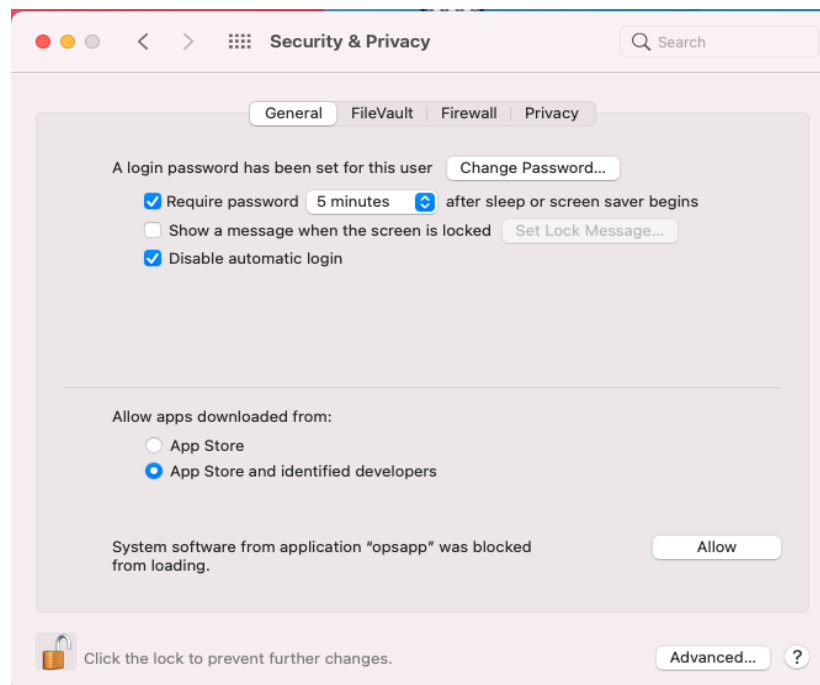 Security & Privacy
Search
General FileVault Firewall Privacy
A login password has been set for this user Change Password...
Require password 5 minutes after sleep or screen saver begins
Show a message when the screen is locked Set Lock Message...
Disable automatic login
Allow apps downloaded from:
App Store
App Store and identified developers
System software from application “opsapp” was blocked Allow
from loading.
Click the lock to prevent further changes. Advanced... ?